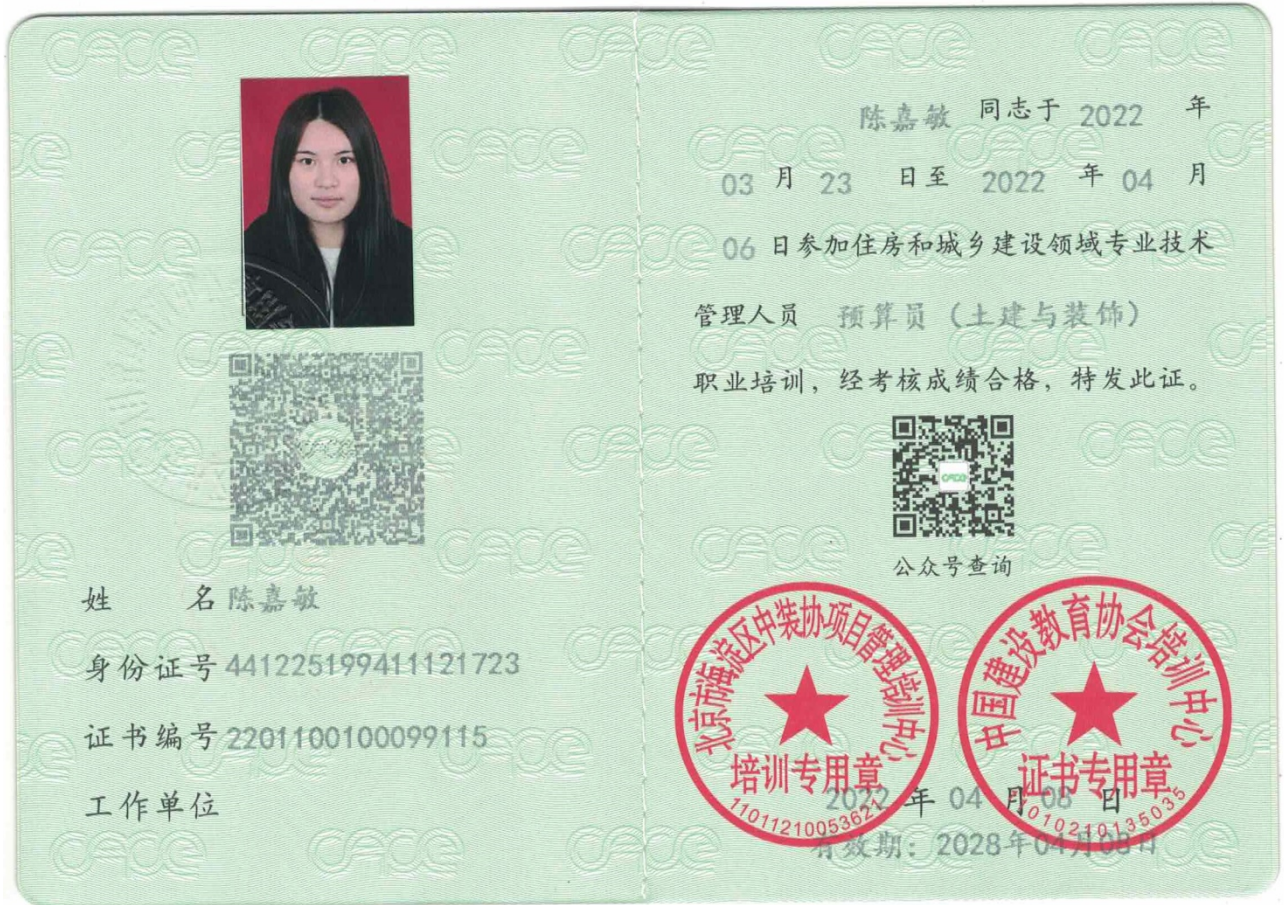 姓 名 陈嘉敏
身份证号 441225199411121723
证书编号 2201100100099115
工作单位
陈嘉敏 同志于 2022 年
03 月 23 日至 2022 年 04 月
06 日参加住房和城乡建设领域专业技术
管理人员 预算员（土建与装饰）
职业培训，经考核成绩合格，特发此证。
CACE
公众号查询
北京市海淀区中装协项目管理培训中心
培训专用章
1101121005362
中国建设教育协会培训中心
证书专用章
11010210135035
2022 年 04 月 08 日
有效期：2028年04月08日